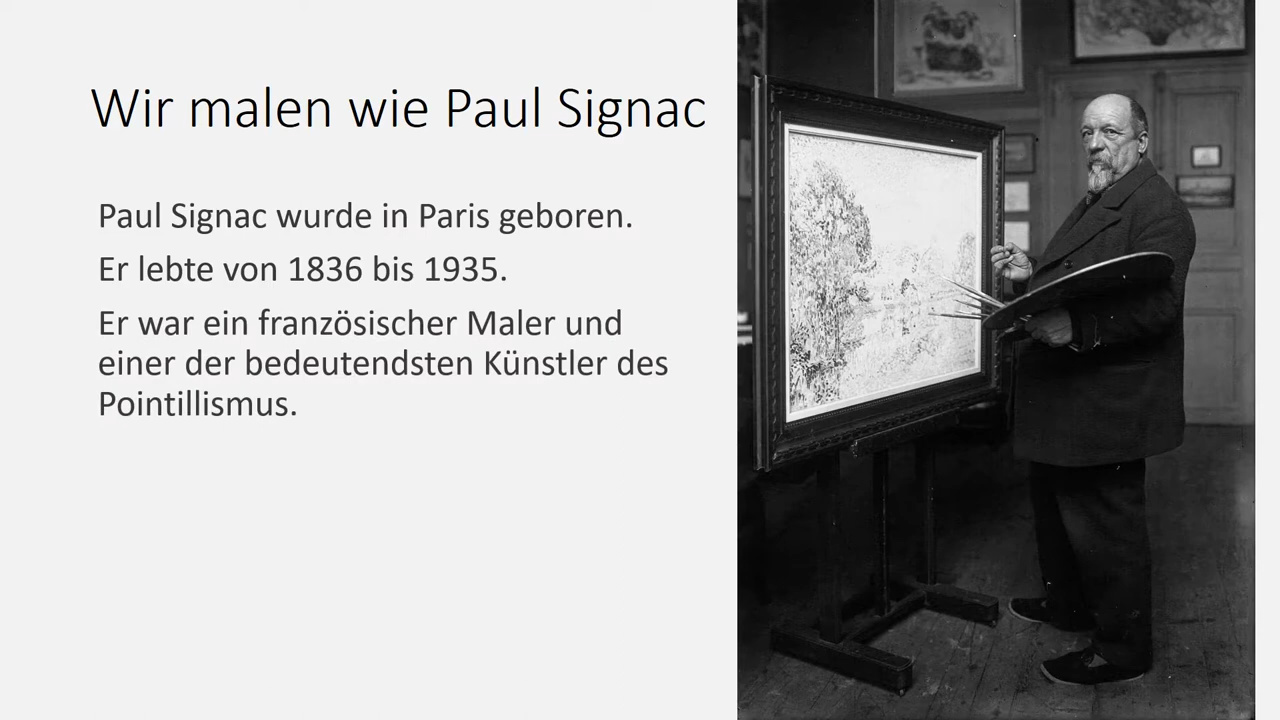 Wir malen wie Paul Signac
Paul Signac wurde in Paris geboren.
Er lebte von 1836 bis 1935.
Er war ein französischer Maler und
einer der bedeutendsten Künstler des
Pointillismus.